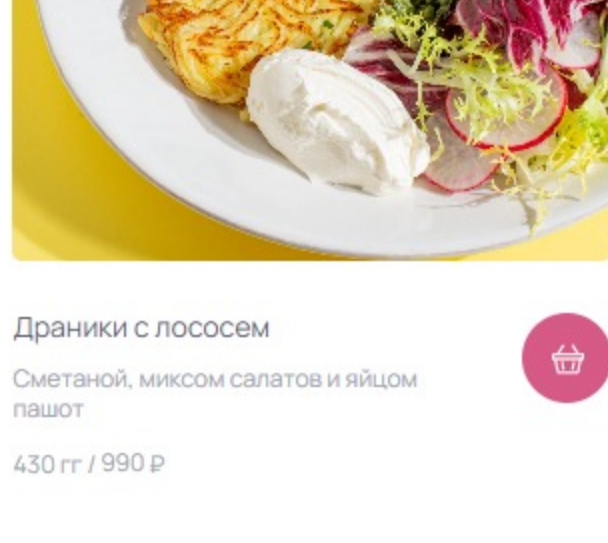 Драники с лососем
Сметаной, миксом салатов и яйцом
пашот
430 гг / 990 ₽